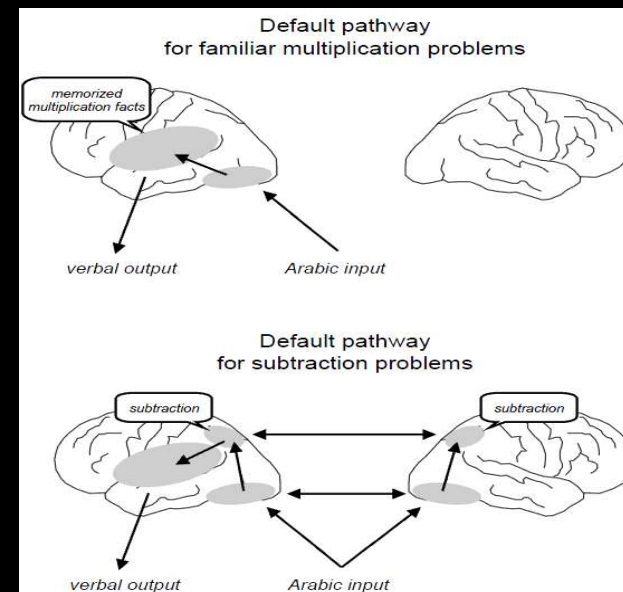 Default pathway
for familiar multiplication problems
memorized
multiplication facts
verbal output
Arabic input
Default pathway
for subtraction problems
subtraction
subtraction
verbal output
Arabic input